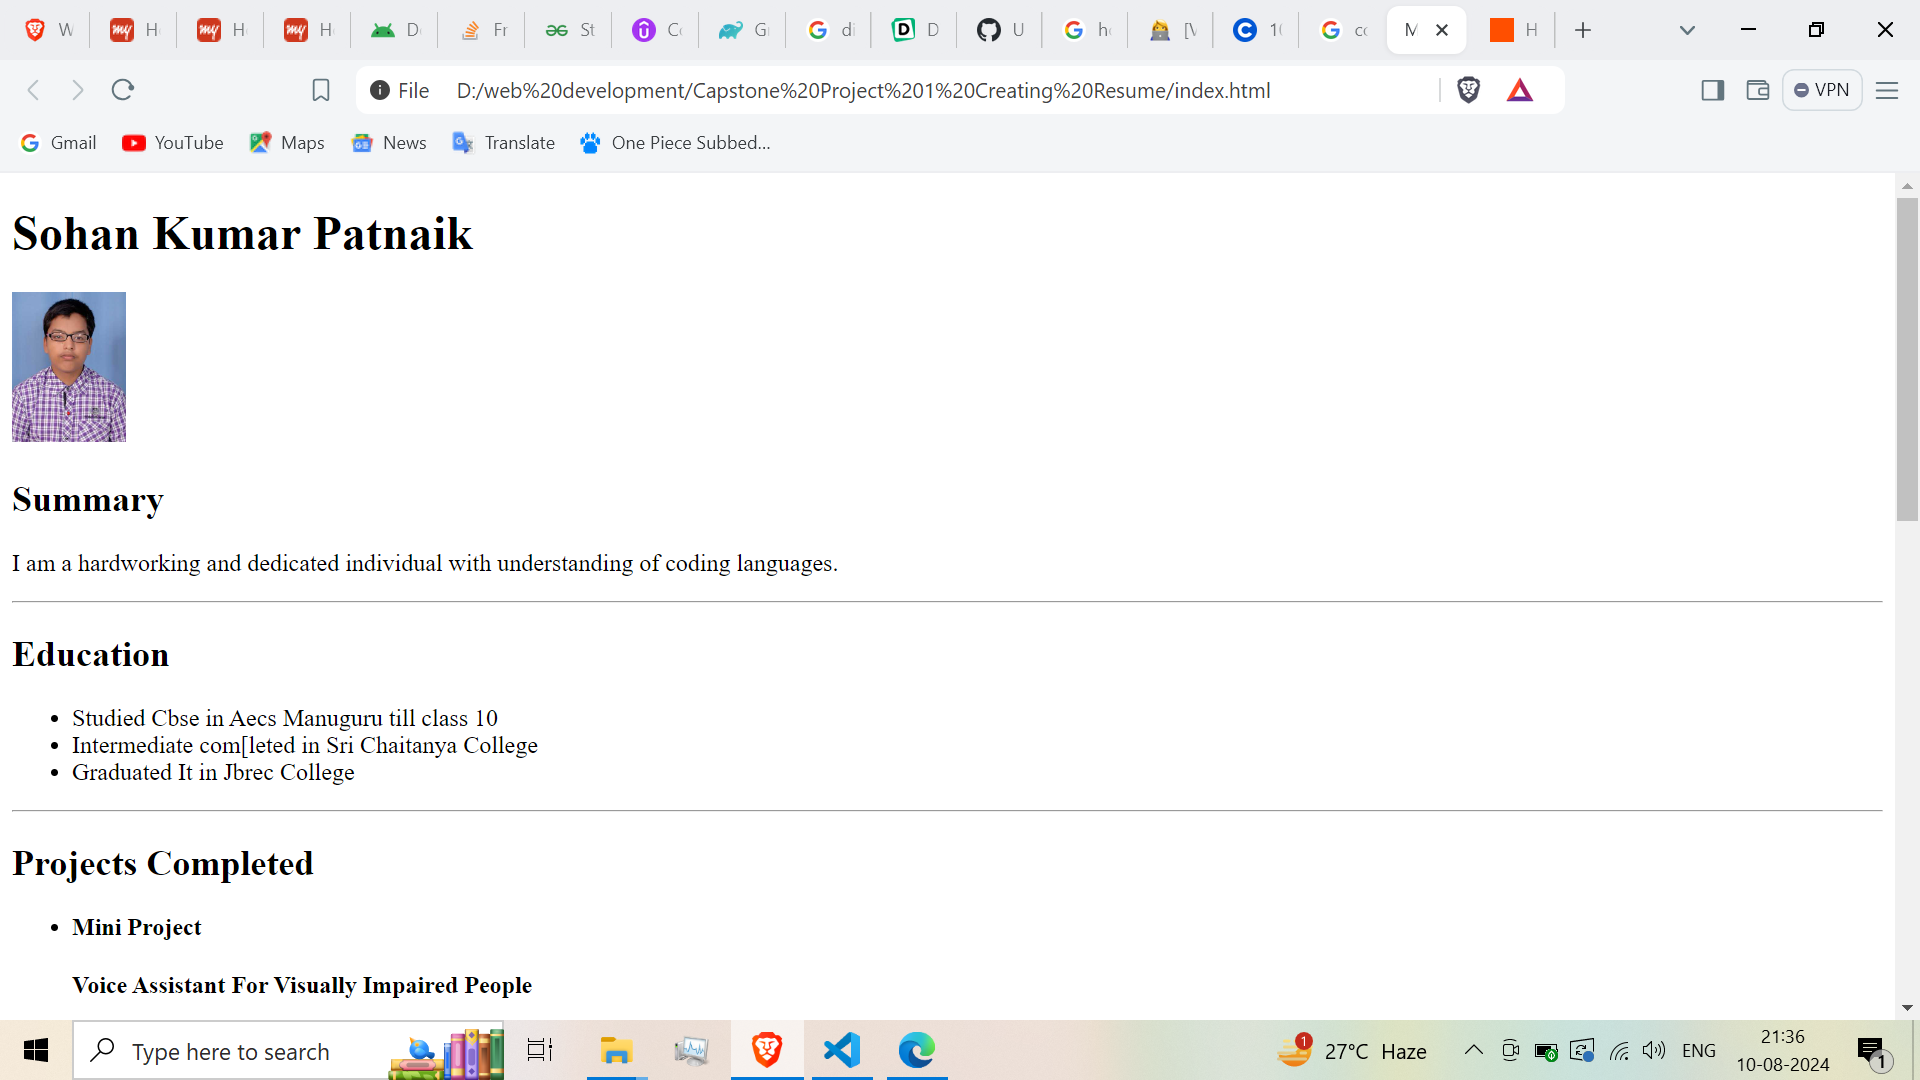 W
H
H
H
D
Fr
St
Co
G
di
D
U
h
[V
10
co
M
H
File D:/web%20development/Capstone%20Project%201%20Creating%20Resume/index.html
VPN
Gmail
YouTube
Maps
News
Translate
One Piece Subbed...
Sohan Kumar Patnaik
Summary
I am a hardworking and dedicated individual with understanding of coding languages.
Education
• Studied Cbse in Aecs Manuguru till class 10
• Intermediate com[leted in Sri Chaitanya College
• Graduated It in Jbrec College
Projects Completed
• Mini Project
Voice Assistant For Visually Impaired People
Type here to search
1
27°C Haze
ENG
21:36
10-08-2024
1